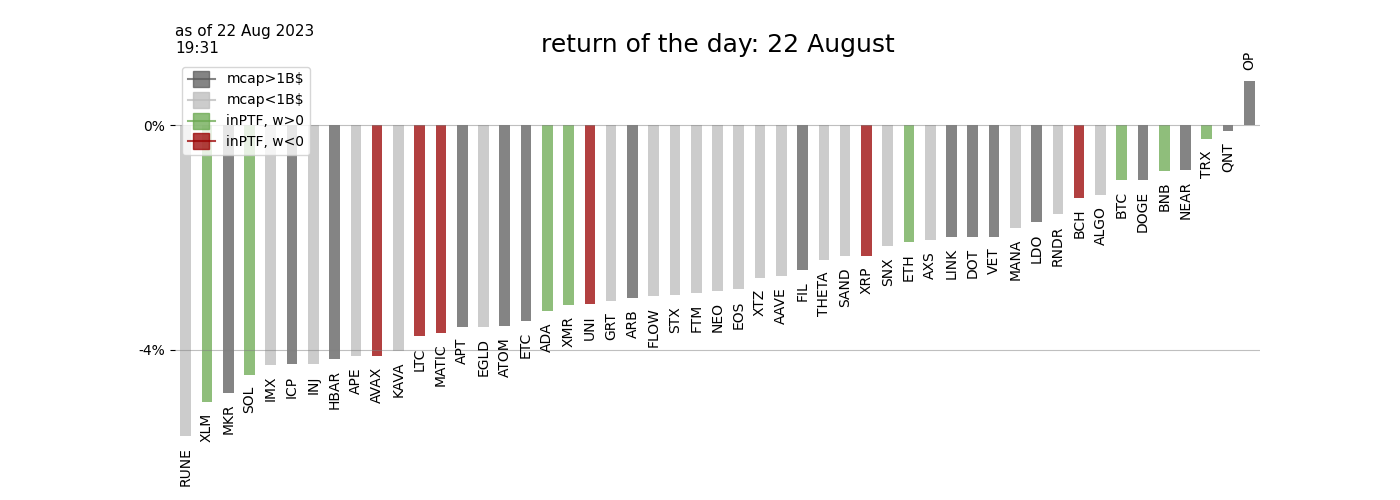 as of 22 Aug 2023
19:31
return of the day: 22 August
mcap>1B$
mcap<1B$
inPTF, w>0
inPTF, w<0
0%
-4%
RUNE
XLM
MKR
SOL
IMX
ICP
INJ
HBAR
APE
AVAX
KAVA
LTC
MATIC
APT
EGLD
ATOM
ETC
ADA
XMR
UNI
GRT
ARB
FLOW
STX
FTM
NEO
EOS
XTZ
AAVE
FIL
THETA
SAND
XRP
SNX
ETH
AXS
LINK
DOT
VET
MANA
LDO
RNDR
BCH
ALGO
BTC
DOGE
BNB
NEAR
TRX
QNT
OP